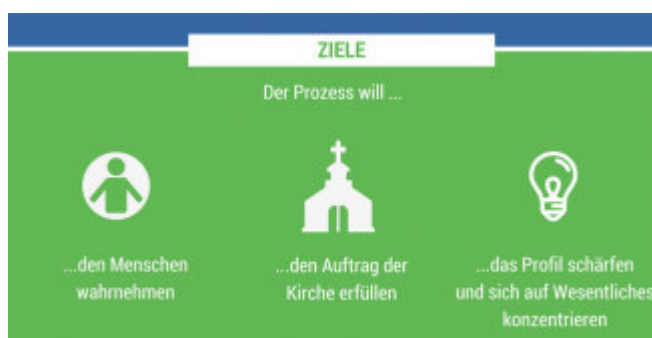 ZIELE
Der Prozess will ...
...den Menschen
wahrnehmen
...den Auftrag der
Kirche erfüllen
...das Profil schärfen
und sich auf Wesentliches
konzentrieren